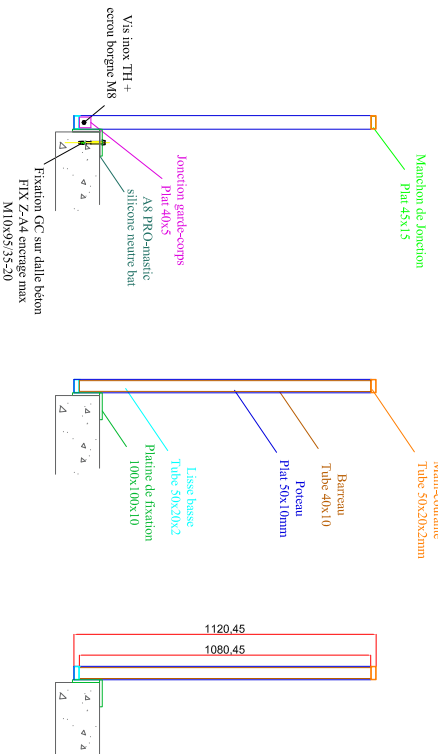 Vis inox TH +
ecrou borgne M8
Manchon de Jonction
Plat 45x15
Jonction garde-corps
Plat 40x5
A8 PRO-mastic
silicone neutre bat
Fixation GC sur dalle béton
FIX Z-A4 encrage max
M10x95/35-20
Tube 50x20x2mm
Barreau
Tube 40x10
Poteau
Plat 50x10mm
Lisse basse
Tube 50x20x2
Platine de fixation
100x100x10
1120,45
1080,45